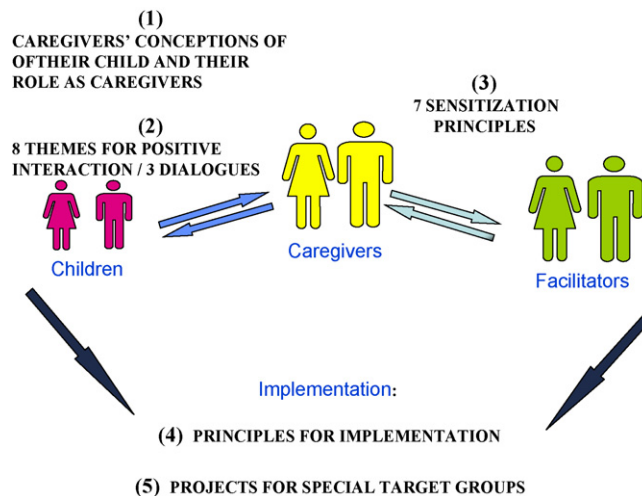 (1)
CAREGIVERS' CONCEPTIONS OF
OFTHEIR CHILD AND THEIR
ROLE AS CAREGIVERS
(2)
8 THEMES FOR POSITIVE
INTERACTION / 3 DIALOGUES
(3)
7 SENSITIZATION
PRINCIPLES
Children
Caregivers
Facilitators
Implementation:
(4) PRINCIPLES FOR IMPLEMENTATION
(5) PROJECTS FOR SPECIAL TARGET GROUPS